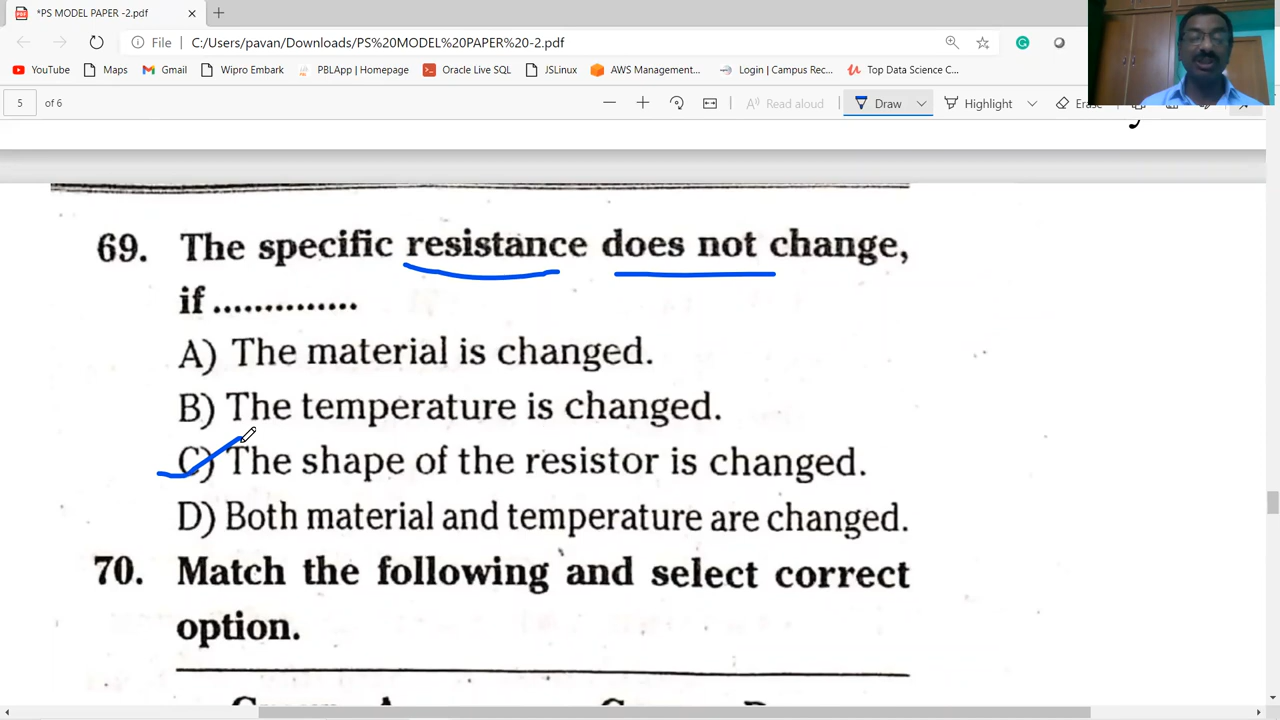 *PS MODEL PAPER -2.pdf
File C:/Users/pavan/Downloads/PS%20MODEL%20PAPER%20-2.pdf
YouTube Maps Gmail Wipro Embark PBLApp | Homepage Oracle Live SQL JSLinux AWS Management... Login | Campus Rec... Top Data Science C...
5 of 6 Read aloud Draw Highlight Erase
69. The specific resistance does not change,
if ..............
A) The material is changed.
B) The temperature is changed.
C) The shape of the resistor is changed.
D) Both material and temperature are changed.
70. Match the following and select correct
option.